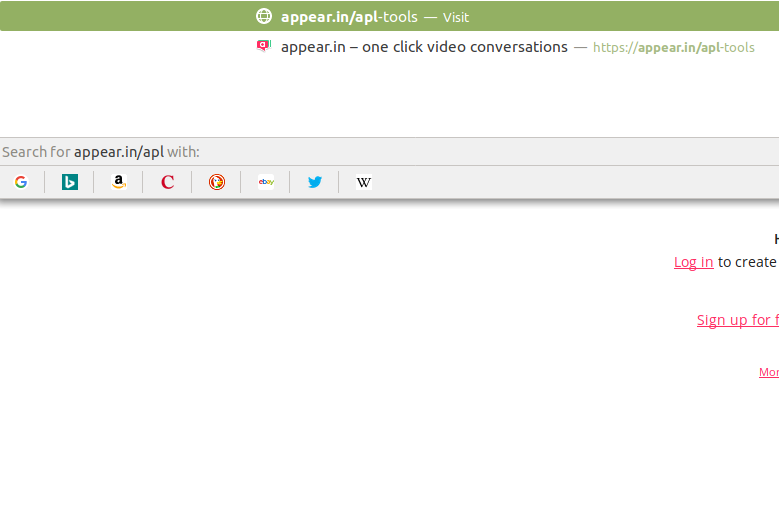 appear.in/apl-tools — Visit
appear.in – one click video conversations — https://appear.in/apl-tools
Search for appear.in/apl with:
G b a C ebay W
H
Log in to create
Sign up for f
Mor